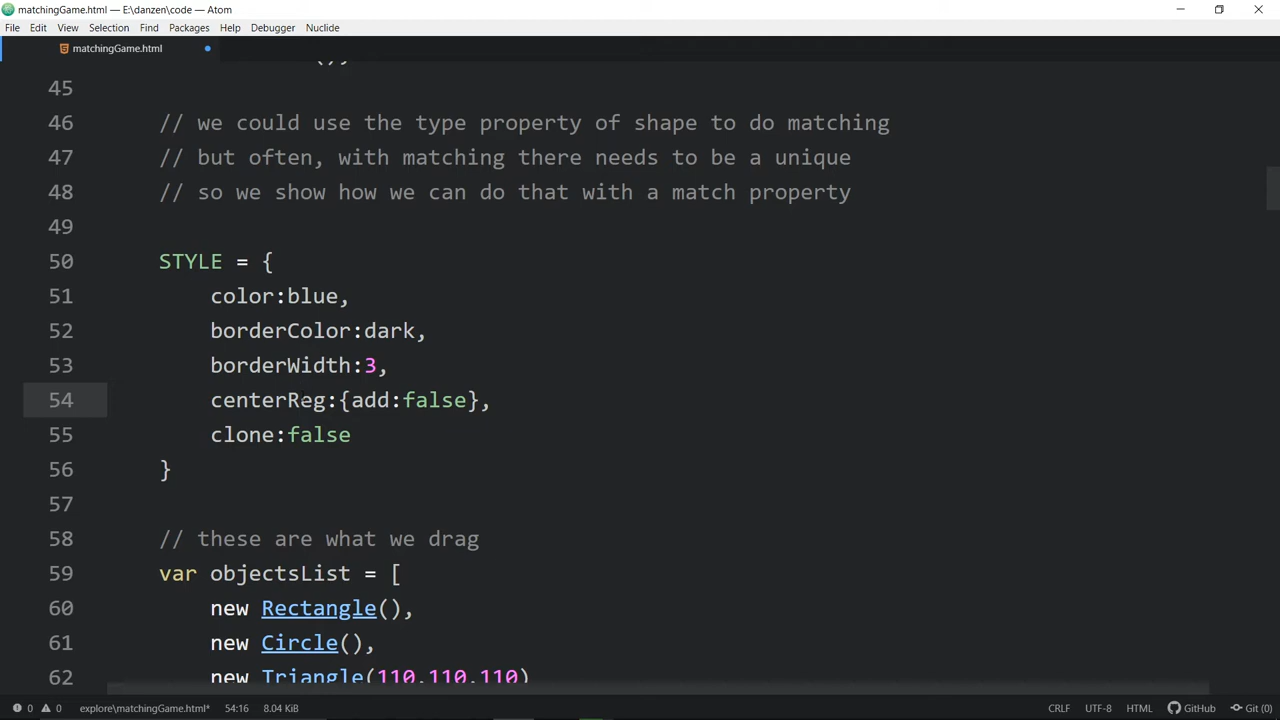 matchingGame.html — E:\danzen\code — Atom
File Edit View Selection Find Packages Help Debugger Nuclide
matchingGame.html
45
46 // we could use the type property of shape to do matching
47 // but often, with matching there needs to be a unique
48 // so we show how we can do that with a match property
49
50 STYLE = {
51 color:blue,
52 borderColor:dark,
53 borderWidth:3,
54 centerReg:{add:false},
55 clone:false
56 }
57
58 // these are what we drag
59 var objectsList = [
60 new Rectangle(),
61 new Circle(),
62 new Triangle(110,110,110)
0 0 explore\matchingGame.html* 54:16 8.04 KiB CRLF UTF-8 HTML GitHub Git (0)